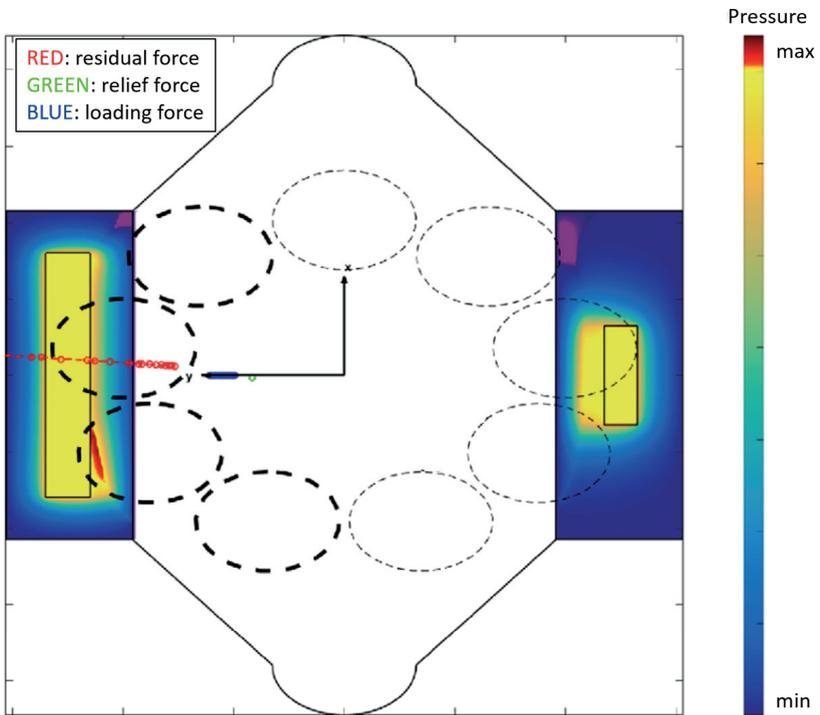 Pressure
max
RED: residual force
GREEN: relief force
BLUE: loading force
x
y
min